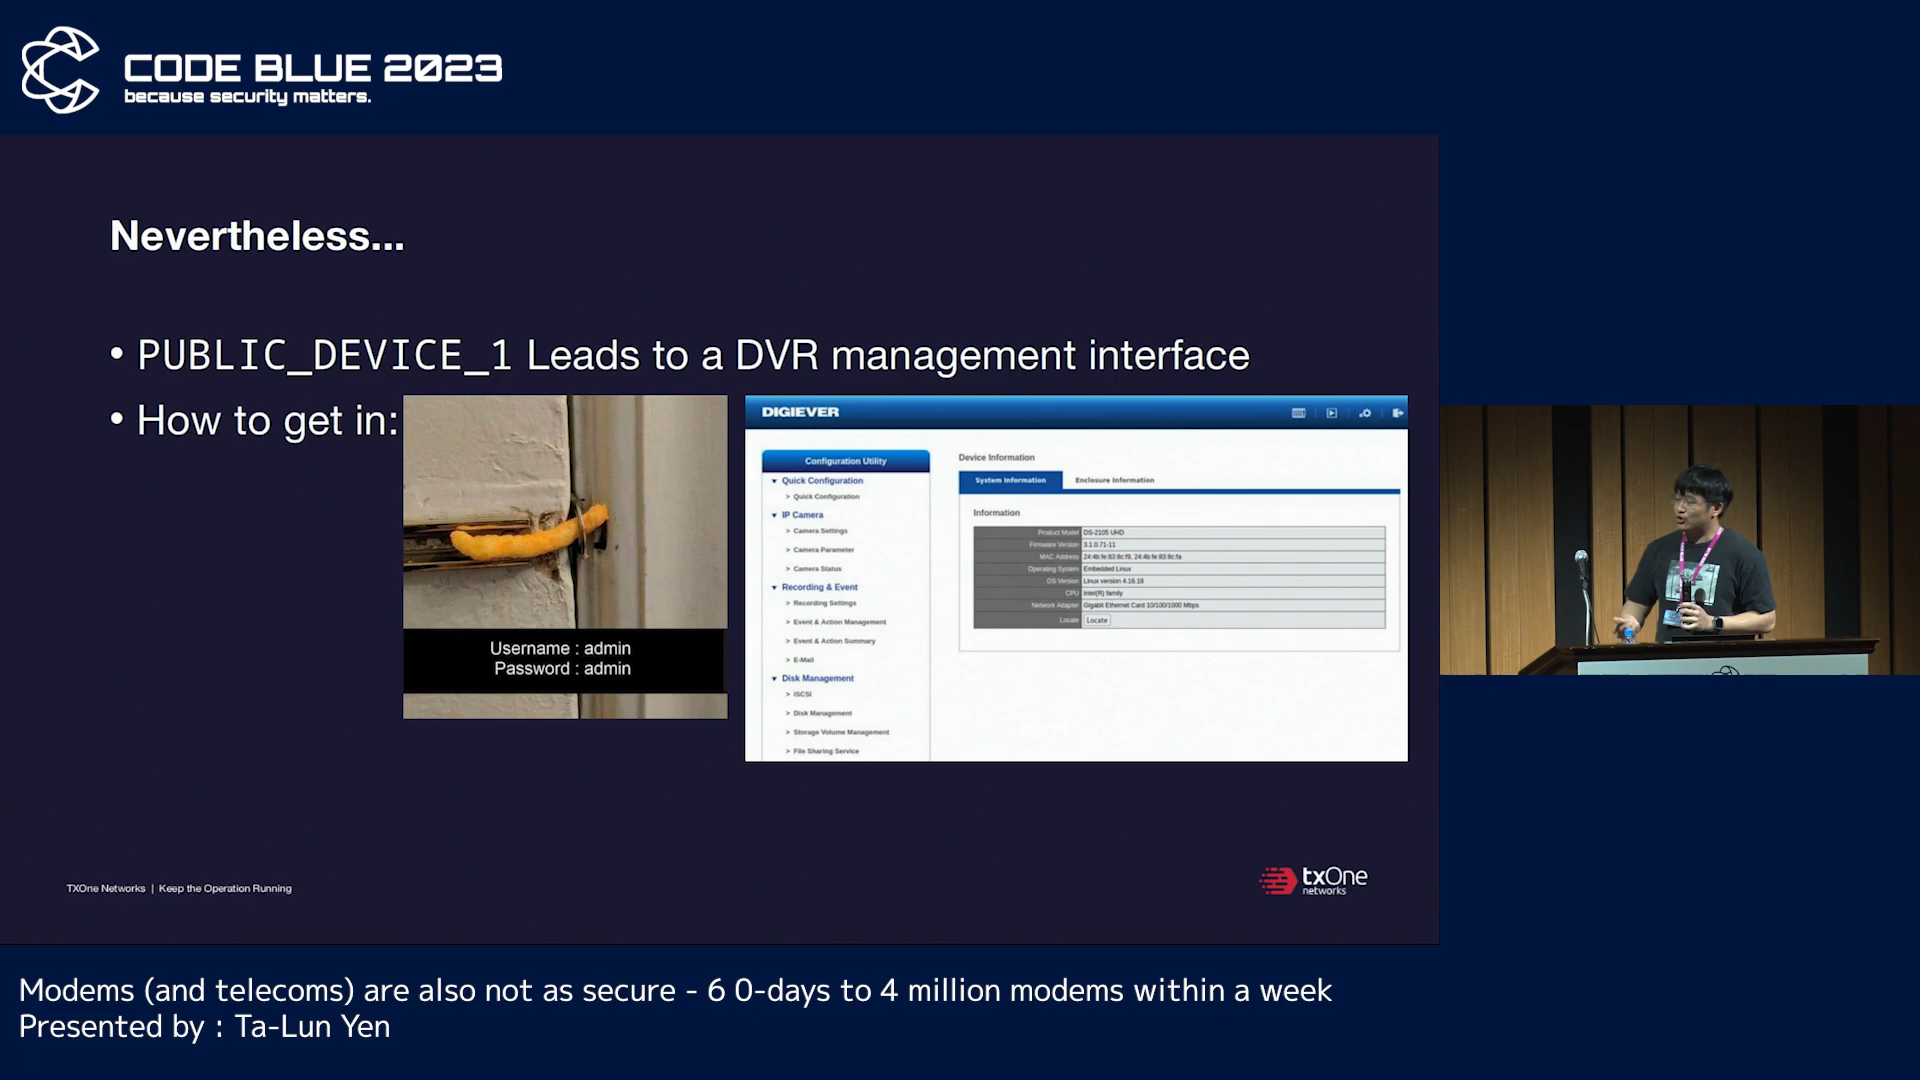 CODE BLUE 2023
because security matters.
Nevertheless...
• PUBLIC_DEVICE_1 Leads to a DVR management interface
• How to get in:
Username : admin
Password : admin
DIGIEVER
Configuration Utility
Quick Configuration
> Quick Configuration
IP Camera
> Camera Settings
> Camera Parameter
> Camera Status
Recording & Event
> Recording Settings
> Event & Action Management
> Event & Action Summary
> E-Mail
Disk Management
> iSCSI
> Disk Management
> Storage Volume Management
> File Sharing Service
Device Information
System Information
Enclosure Information
Information
Product Model DS-2105 UHD
Firmware Version 3.1.0.71-11
MAC Address 24:4b:fe:83:8c:f9, 24:4b:fe:83:8c:fa
Operating System Embedded Linux
OS Version Linux version 4.16.18
CPU Intel(R) family
Network Adapter Gigabit Ethernet Card 10/100/1000 Mbps
Locate Locate
TXOne Networks | Keep the Operation Running
txOne
networks
Modems (and telecoms) are also not as secure - 6 0-days to 4 million modems within a week
Presented by : Ta-Lun Yen